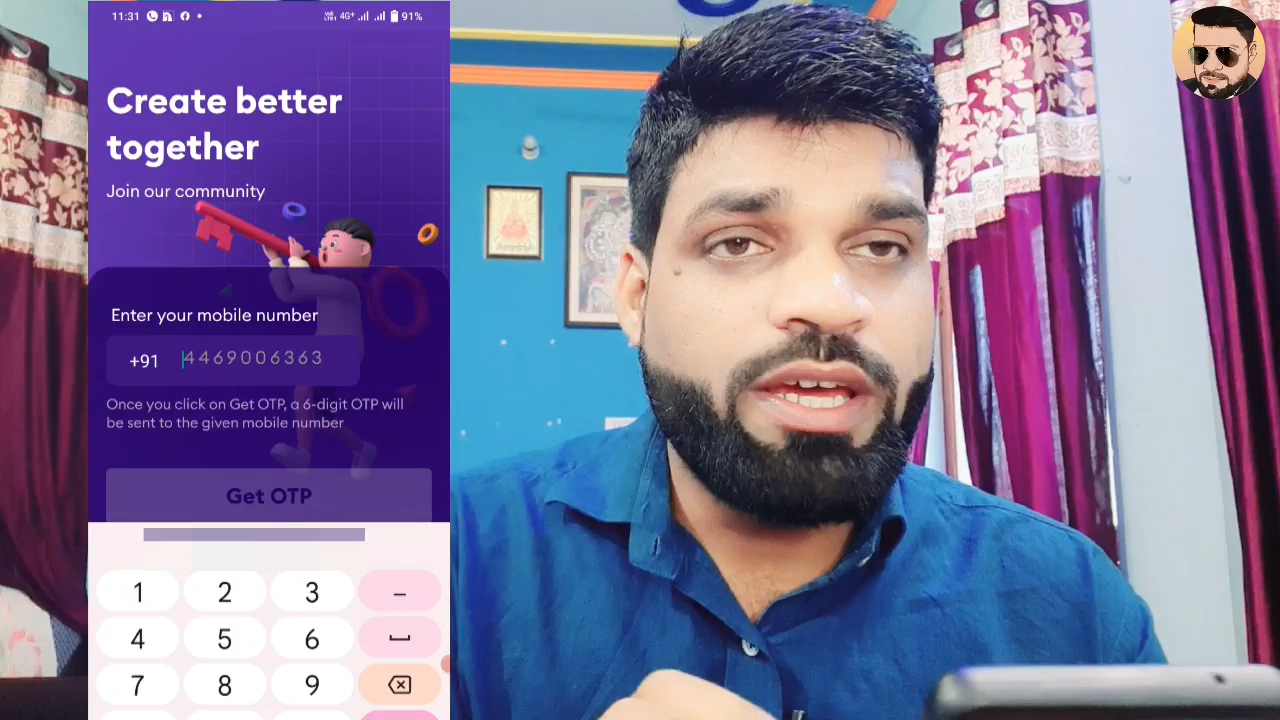 11:31
4G+
91%
Create better
together
Join our community
Enter your mobile number
+91 4469006363
Once you click on Get OTP, a 6-digit OTP will
be sent to the given mobile number
Get OTP
1 2 3 –
4 5 6
7 8 9